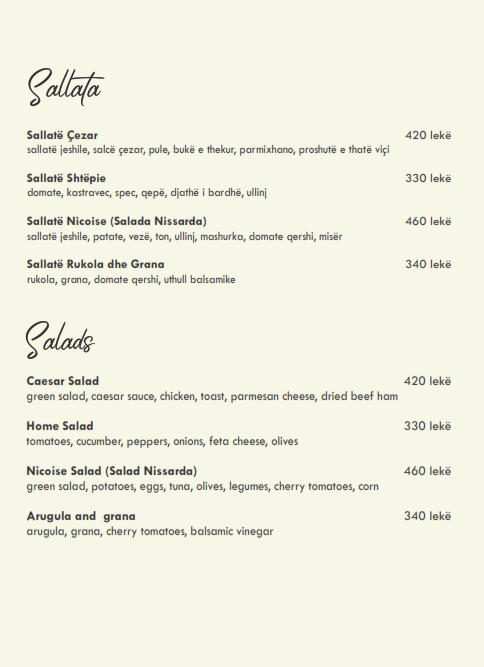 Sallata
Sallatë Çezar 420 lekë
sallatë jeshile, salcë çezar, pule, bukë e thekur, parmixhano, proshutë e thatë viçi
Sallatë Shtëpie 330 lekë
domate, kastravec, spec, qepë, djathë i bardhë, ullinj
Sallatë Nicoise (Salada Nissarda) 460 lekë
sallatë jeshile, patate, vezë, ton, ullinj, mashurka, domate qershi, misër
Sallatë Rukola dhe Grana 340 lekë
rukola, grana, domate qershi, uthull balsamike
Salads
Caesar Salad 420 lekë
green salad, caesar sauce, chicken, toast, parmesan cheese, dried beef ham
Home Salad 330 lekë
tomatoes, cucumber, peppers, onions, feta cheese, olives
Nicoise Salad (Salad Nissarda) 460 lekë
green salad, potatoes, eggs, tuna, olives, legumes, cherry tomatoes, corn
Arugula and  grana 340 lekë
arugula, grana, cherry tomatoes, balsamic vinegar